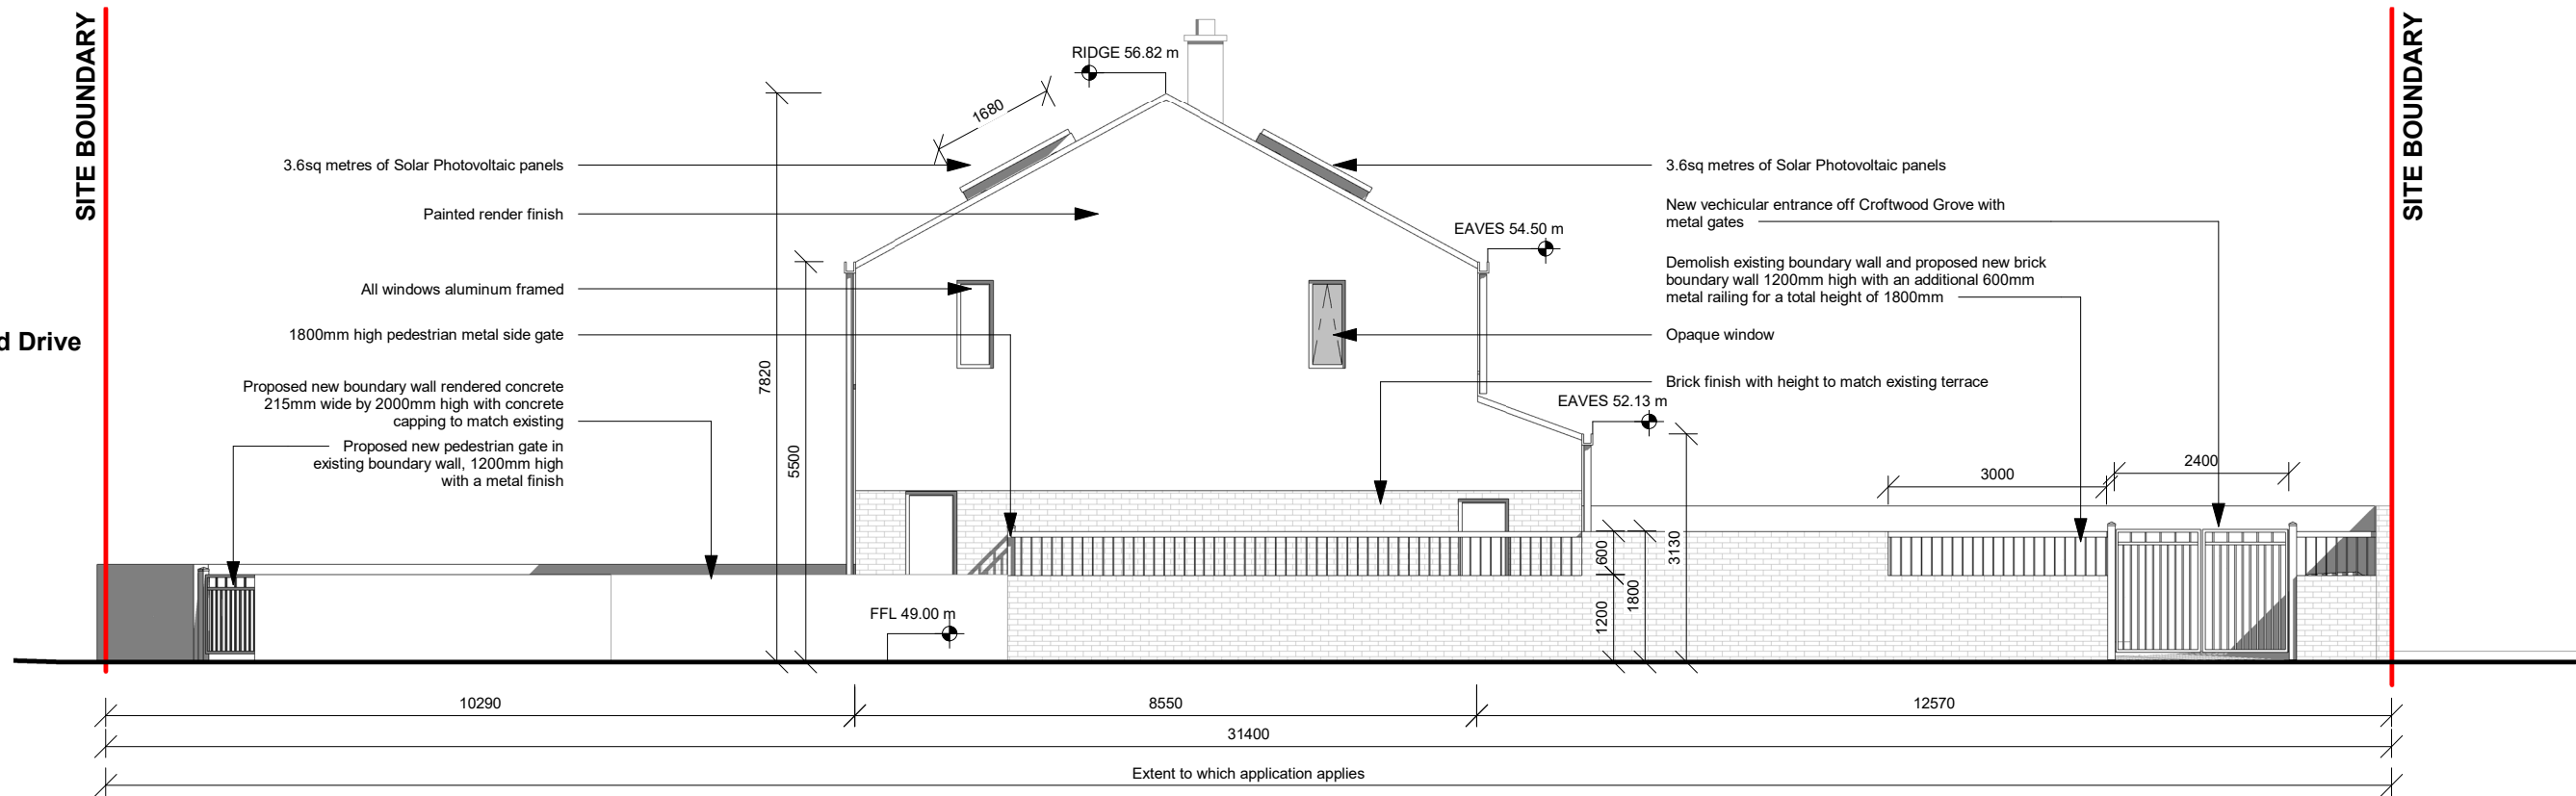 SITE BOUNDARY
SITE BOUNDARY
RIDGE 56.82 m
1680
3.6sq metres of Solar Photovoltaic panels
3.6sq metres of Solar Photovoltaic panels
Painted render finish
New vechicular entrance off Croftwood Grove with
metal gates
EAVES 54.50 m
All windows aluminum framed
Demolish existing boundary wall and proposed new brick
boundary wall 1200mm high with an additional 600mm
metal railing for a total height of 1800mm
1800mm high pedestrian metal side gate
Opaque window
d Drive
7820
5500
Proposed new boundary wall rendered concrete
215mm wide by 2000mm high with concrete
capping to match existing
Brick finish with height to match existing terrace
EAVES 52.13 m
Proposed new pedestrian gate in
existing boundary wall, 1200mm high
with a metal finish
3000
2400
600
1200
1800
3130
FFL 49.00 m
10290
8550
12570
31400
Extent to which application applies